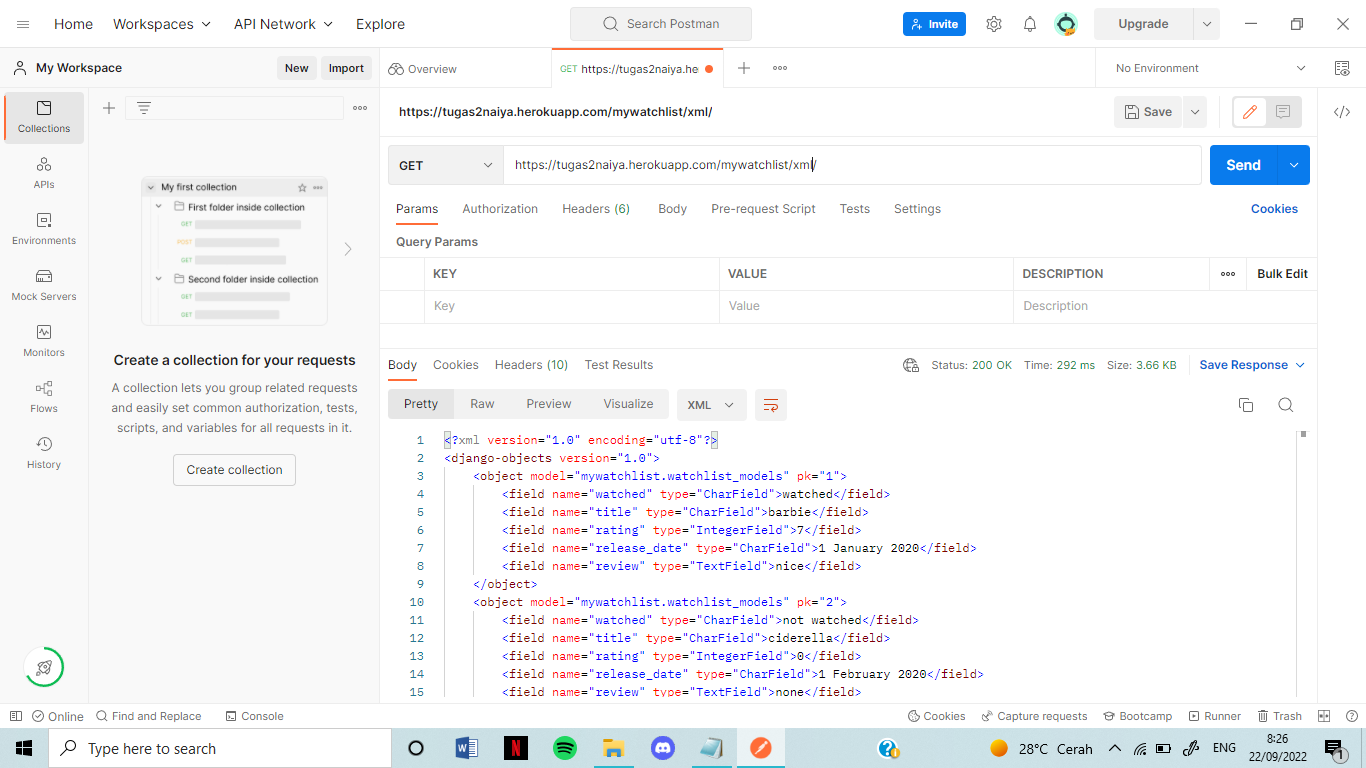 Home Workspaces API Network Explore Search Postman Invite Upgrade
My Workspace New Import Overview GET https://tugas2naiya.he No Environment
https://tugas2naiya.herokuapp.com/mywatchlist/xml/ Save
Collections
APIs
Environments
Mock Servers
Monitors
Flows
History
My first collection
First folder inside collection
GET
POST
GET
Second folder inside collection
GET
GET
Create a collection for your requests
A collection lets you group related requests
and easily set common authorization, tests,
scripts, and variables for all requests in it.
Create collection
GET https://tugas2naiya.herokuapp.com/mywatchlist/xml/ Send
Params Authorization Headers (6) Body Pre-request Script Tests Settings Cookies
Query Params
KEY VALUE DESCRIPTION Bulk Edit
Key Value Description
Body Cookies Headers (10) Test Results Status: 200 OK Time: 292 ms Size: 3.66 KB Save Response
Pretty Raw Preview Visualize XML
1 <?xml version="1.0" encoding="utf-8"?>
2 <django-objects version="1.0">
3 <object model="mywatchlist.watchlist_models" pk="1">
4 <field name="watched" type="CharField">watched</field>
5 <field name="title" type="CharField">barbie</field>
6 <field name="rating" type="IntegerField">7</field>
7 <field name="release_date" type="CharField">1 January 2020</field>
8 <field name="review" type="TextField">nice</field>
9 </object>
10 <object model="mywatchlist.watchlist_models" pk="2">
11 <field name="watched" type="CharField">not watched</field>
12 <field name="title" type="CharField">ciderella</field>
13 <field name="rating" type="IntegerField">0</field>
14 <field name="release_date" type="CharField">1 February 2020</field>
15 <field name="review" type="TextField">none</field>
Online Find and Replace Console Cookies Capture requests Bootcamp Runner Trash
Type here to search 28°C Cerah ENG 8:26
22/09/2022 1